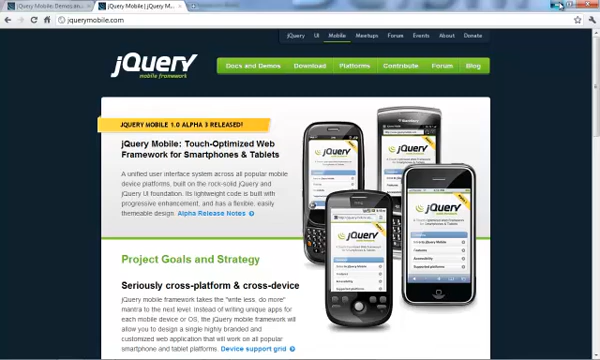 jQuery Mobile: Demos an...
jQuery Mobile | jQuery M...
jquerymobile.com
jQuery UI Mobile Meetups Forum Events About Donate
jQuery
mobile framework
Docs and Demos Download Platforms Contribute Forum Blog
JQUERY MOBILE 1.0 ALPHA 3 RELEASED!
jQuery Mobile: Touch-Optimized Web
Framework for Smartphones & Tablets
A unified user interface system across all popular mobile
device platforms, built on the rock-solid jQuery and
jQuery UI foundation. Its lightweight code is built with
progressive enhancement, and has a flexible, easily
themeable design. Alpha Release Notes
jQuery
jQuery
jQuery
jQuery
Project Goals and Strategy
Seriously cross-platform & cross-device
jQuery mobile framework takes the "write less, do more"
mantra to the next level: Instead of writing unique apps for
each mobile device or OS, the jQuery mobile framework
will allow you to design a single highly branded and
customized web application that will work on all popular
smartphone and tablet platforms. Device support grid